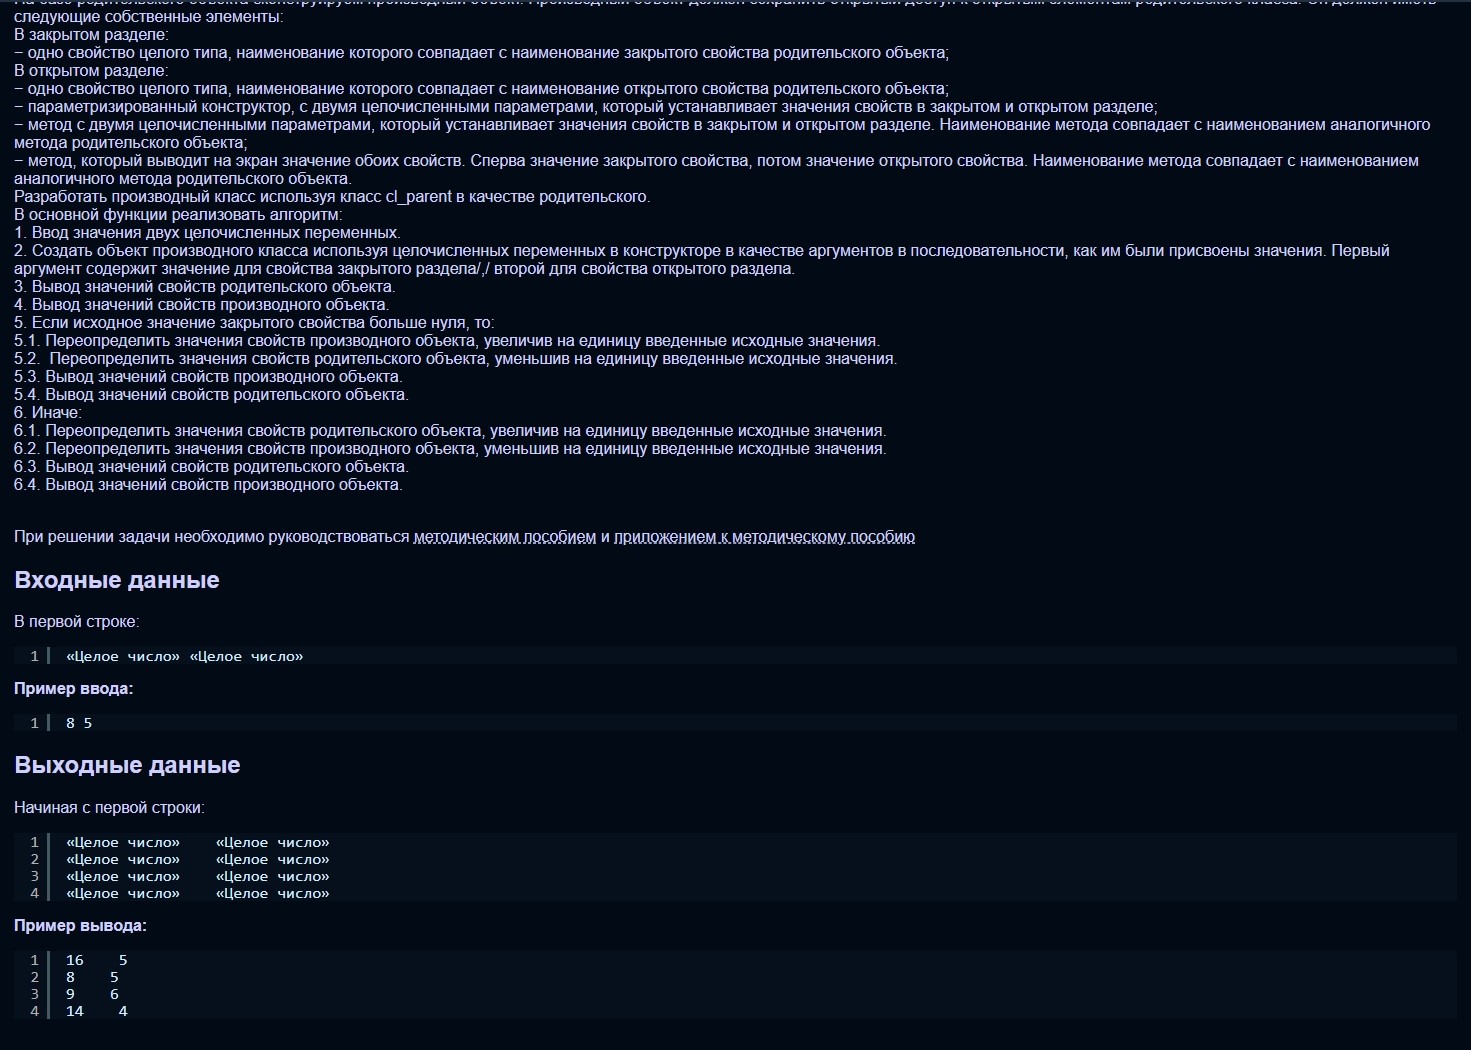 следующие собственные элементы:
В закрытом разделе:
− одно свойство целого типа, наименование которого совпадает с наименование закрытого свойства родительского объекта;
В открытом разделе:
− одно свойство целого типа, наименование которого совпадает с наименование открытого свойства родительского объекта;
− параметризированный конструктор, с двумя целочисленными параметрами, который устанавливает значения свойств в закрытом и открытом разделе;
− метод с двумя целочисленными параметрами, который устанавливает значения свойств в закрытом и открытом разделе. Наименование метода совпадает с наименованием аналогичного
метода родительского объекта;
− метод, который выводит на экран значение обоих свойств. Сперва значение закрытого свойства, потом значение открытого свойства. Наименование метода совпадает с наименованием
аналогичного метода родительского объекта.
Разработать производный класс используя класс cl_parent в качестве родительского.
В основной функции реализовать алгоритм:
1. Ввод значения двух целочисленных переменных.
2. Создать объект производного класса используя целочисленных переменных в конструкторе в качестве аргументов в последовательности, как им были присвоены значения. Первый
аргумент содержит значение для свойства закрытого раздела/,/ второй для свойства открытого раздела.
3. Вывод значений свойств родительского объекта.
4. Вывод значений свойств производного объекта.
5. Если исходное значение закрытого свойства больше нуля, то:
5.1. Переопределить значения свойств производного объекта, увеличив на единицу введенные исходные значения.
5.2.  Переопределить значения свойств родительского объекта, уменьшив на единицу введенные исходные значения.
5.3. Вывод значений свойств производного объекта.
5.4. Вывод значений свойств родительского объекта.
6. Иначе:
6.1. Переопределить значения свойств родительского объекта, увеличив на единицу введенные исходные значения.
6.2. Переопределить значения свойств производного объекта, уменьшив на единицу введенные исходные значения.
6.3. Вывод значений свойств родительского объекта.
6.4. Вывод значений свойств производного объекта.
При решении задачи необходимо руководствоваться методическим пособием и приложением к методическому пособию
Входные данные
В первой строке:
1 «Целое число» «Целое число»
Пример ввода:
1 8 5
Выходные данные
Начиная с первой строки:
1 «Целое число»    «Целое число»
2 «Целое число»    «Целое число»
3 «Целое число»    «Целое число»
4 «Целое число»    «Целое число»
Пример вывода:
1 16    5
2 8    5
3 9    6
4 14    4